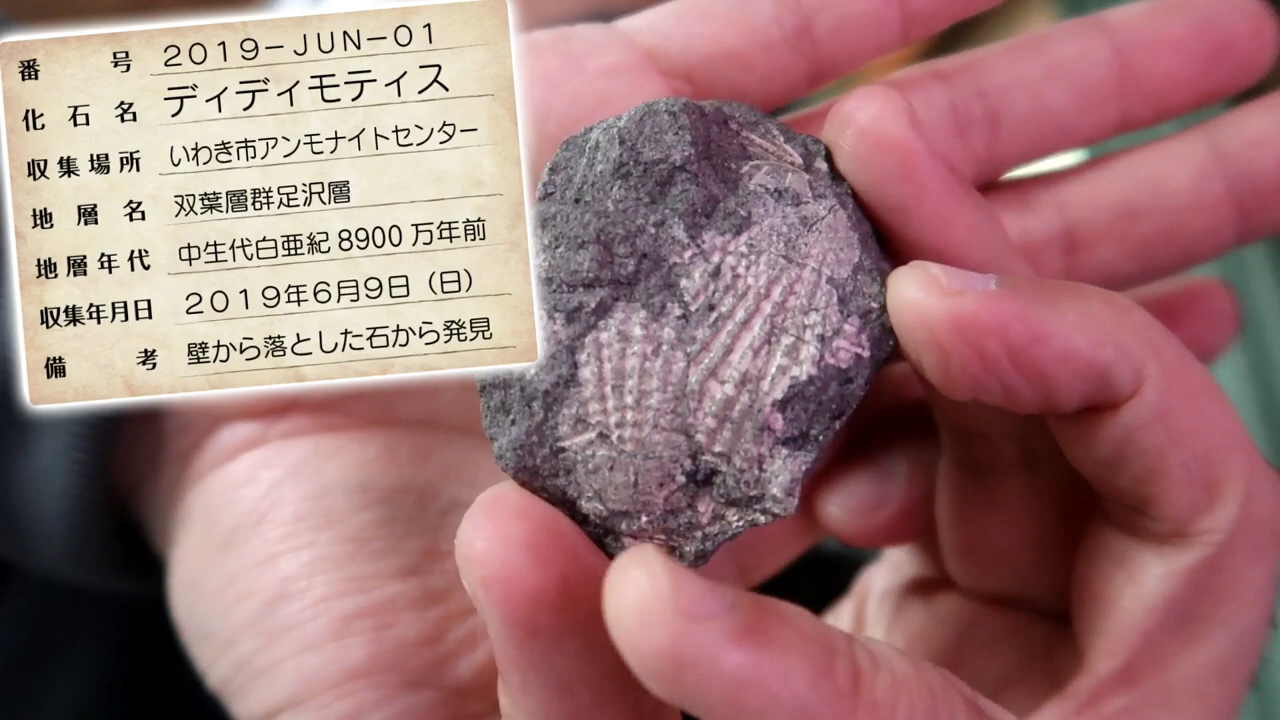 番号 2019-JUN-01
化石名 ディディモティス
収集場所 いわき市アンモナイトセンター
地層名 双葉層群足沢層
地層年代 中生代白亜紀8900万年前
収集年月日 2019年6月9日(日)
備考 壁から落とした石から発見